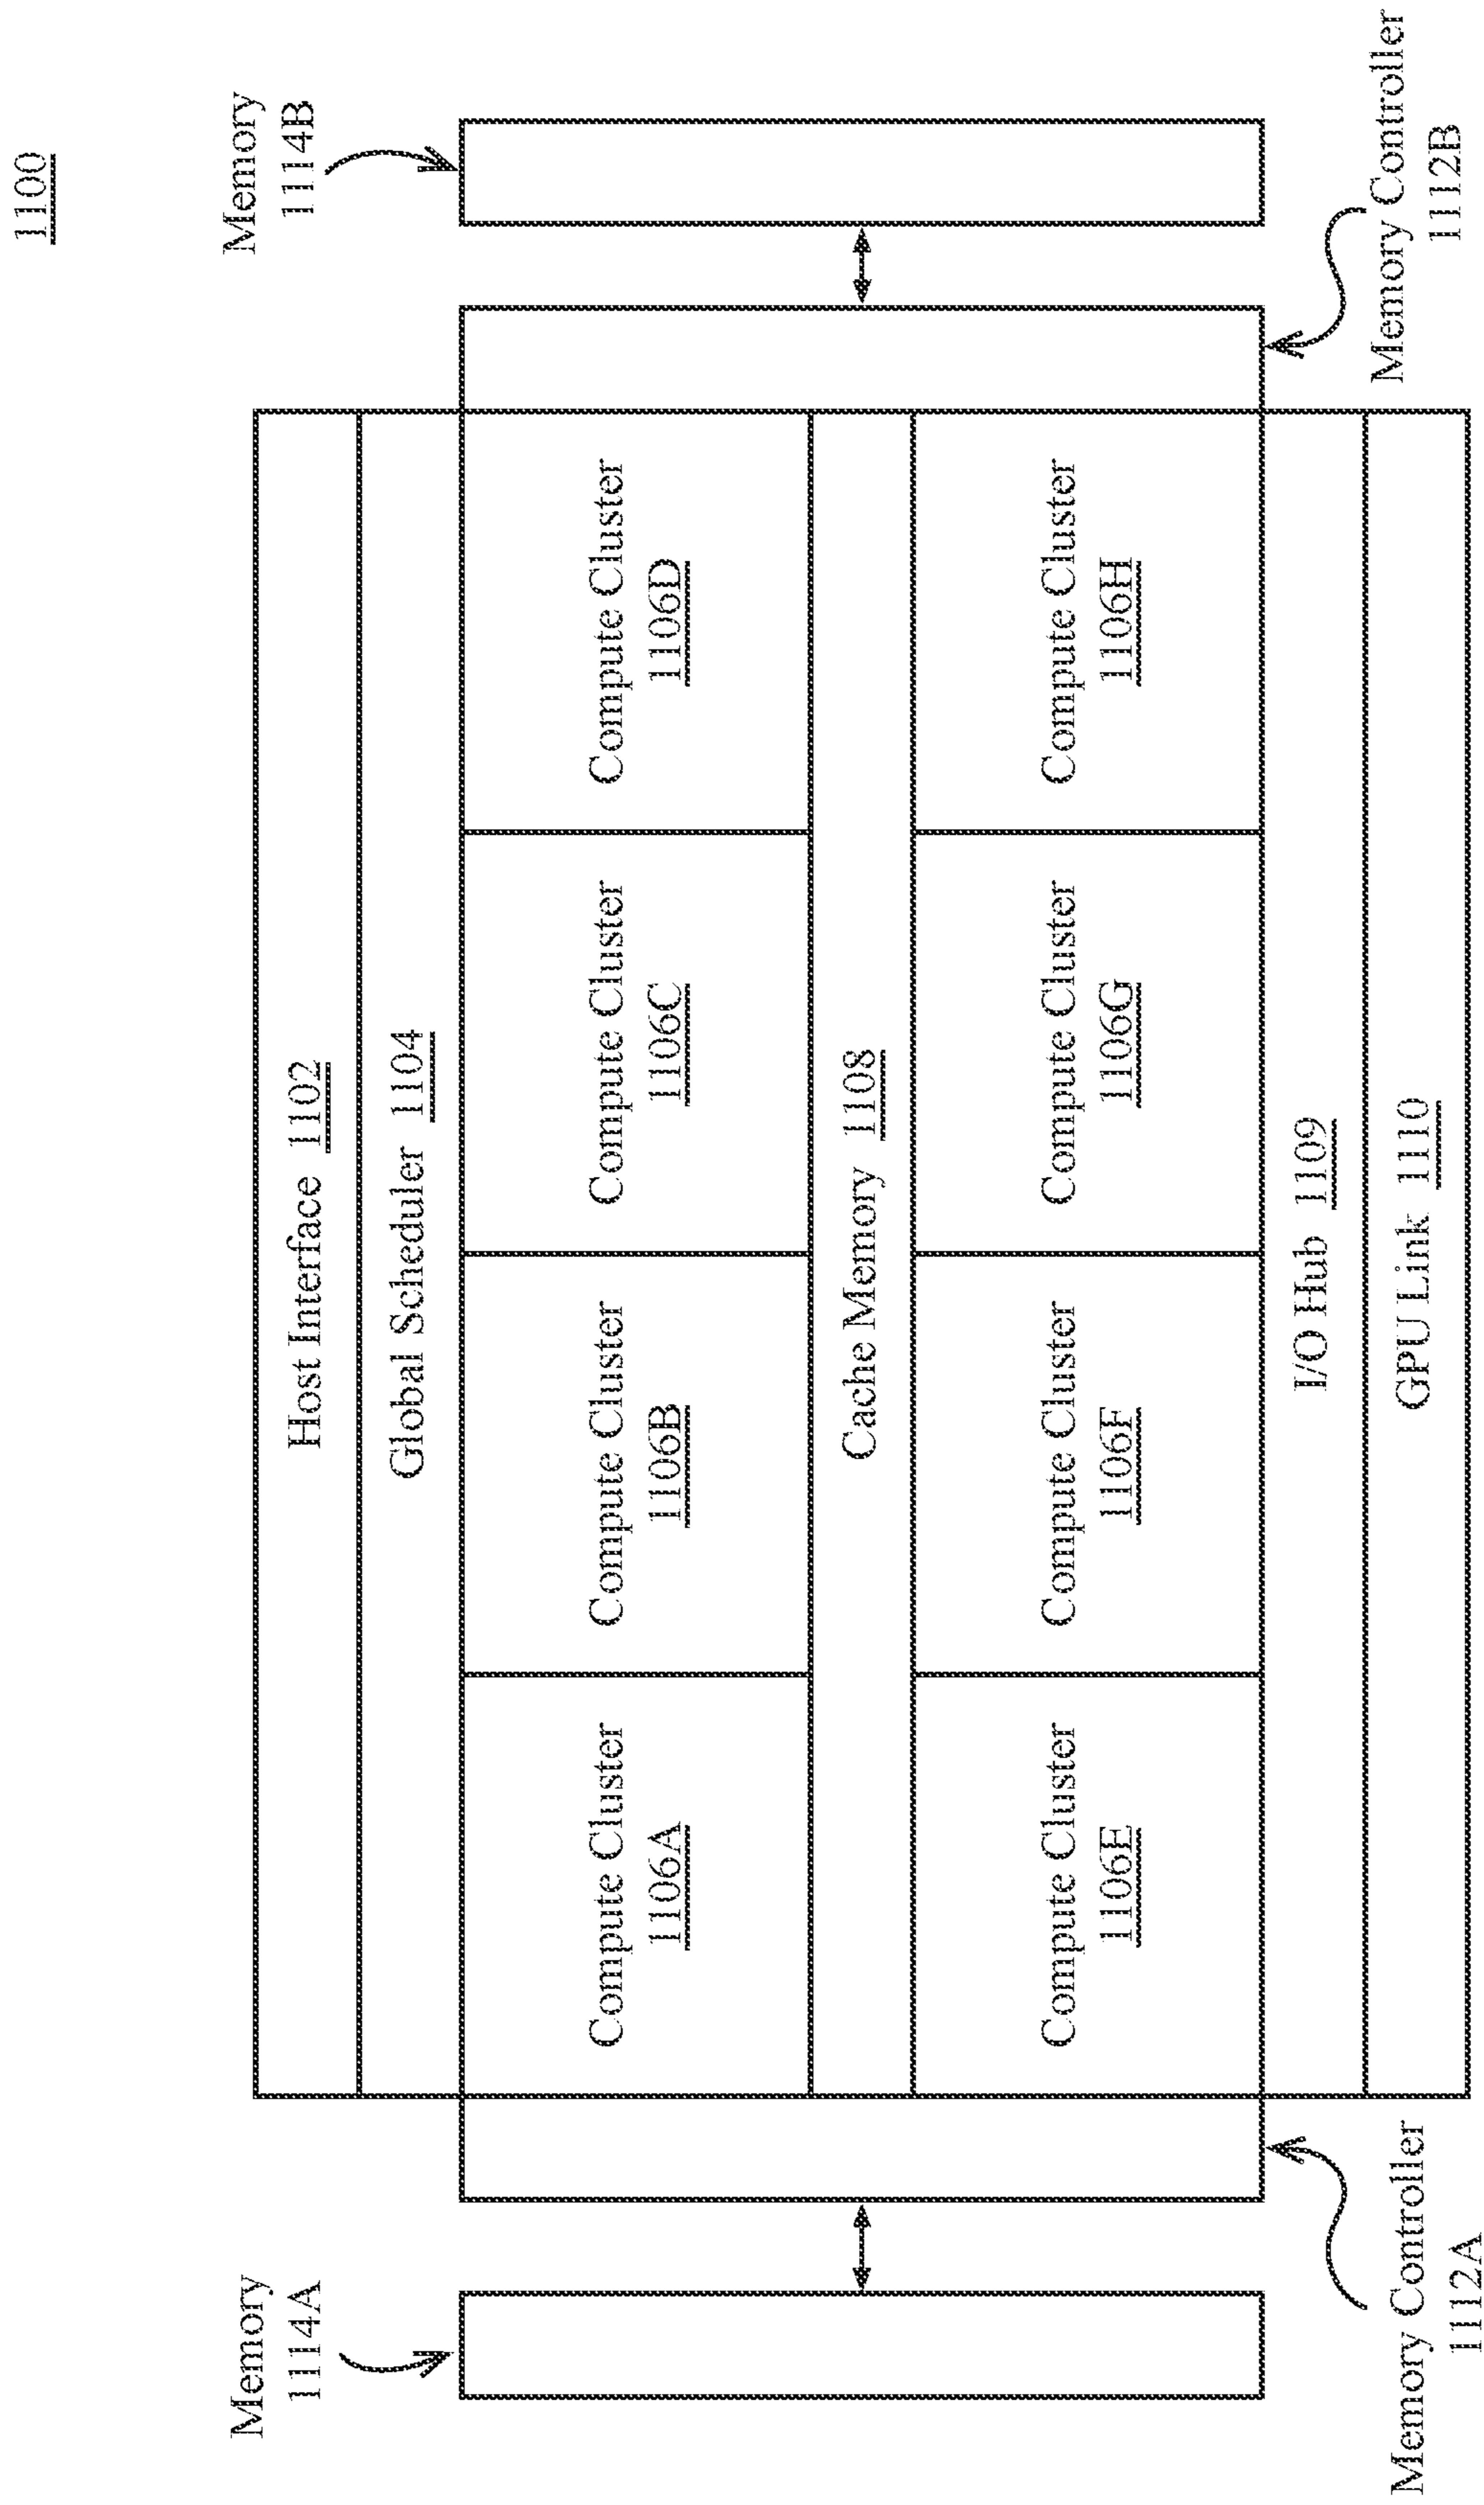 1100
Memory
1114A
Memory
1114B
Host Interface 1102
Global Scheduler 1104
Compute Cluster
1106A
Compute Cluster
1106B
Compute Cluster
1106C
Compute Cluster
1106D
Cache Memory 1108
Compute Cluster
1106E
Compute Cluster
1106F
Compute Cluster
1106G
Compute Cluster
1106H
I/O Hub 1109
GPU Link 1110
Memory Controller
1112A
Memory Controller
1112B